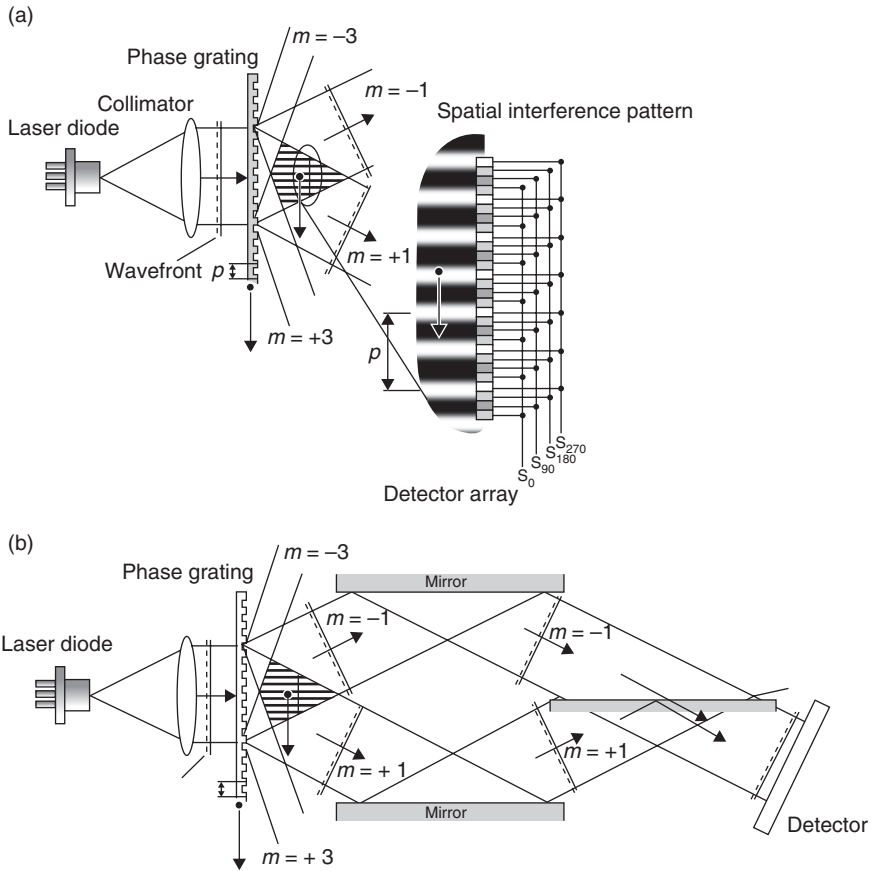 (a)
m = –3
Phase grating
m = –1
Collimator
Spatial interference pattern
Laser diode
Wavefront
p
m = +1
m = +3
p
S270
S180
S90
S0
Detector array
(b)
m = –3
Phase grating
Mirror
m = –1
m = –1
Laser diode
m = + 1
m = +1
Mirror
Detector
m = + 3